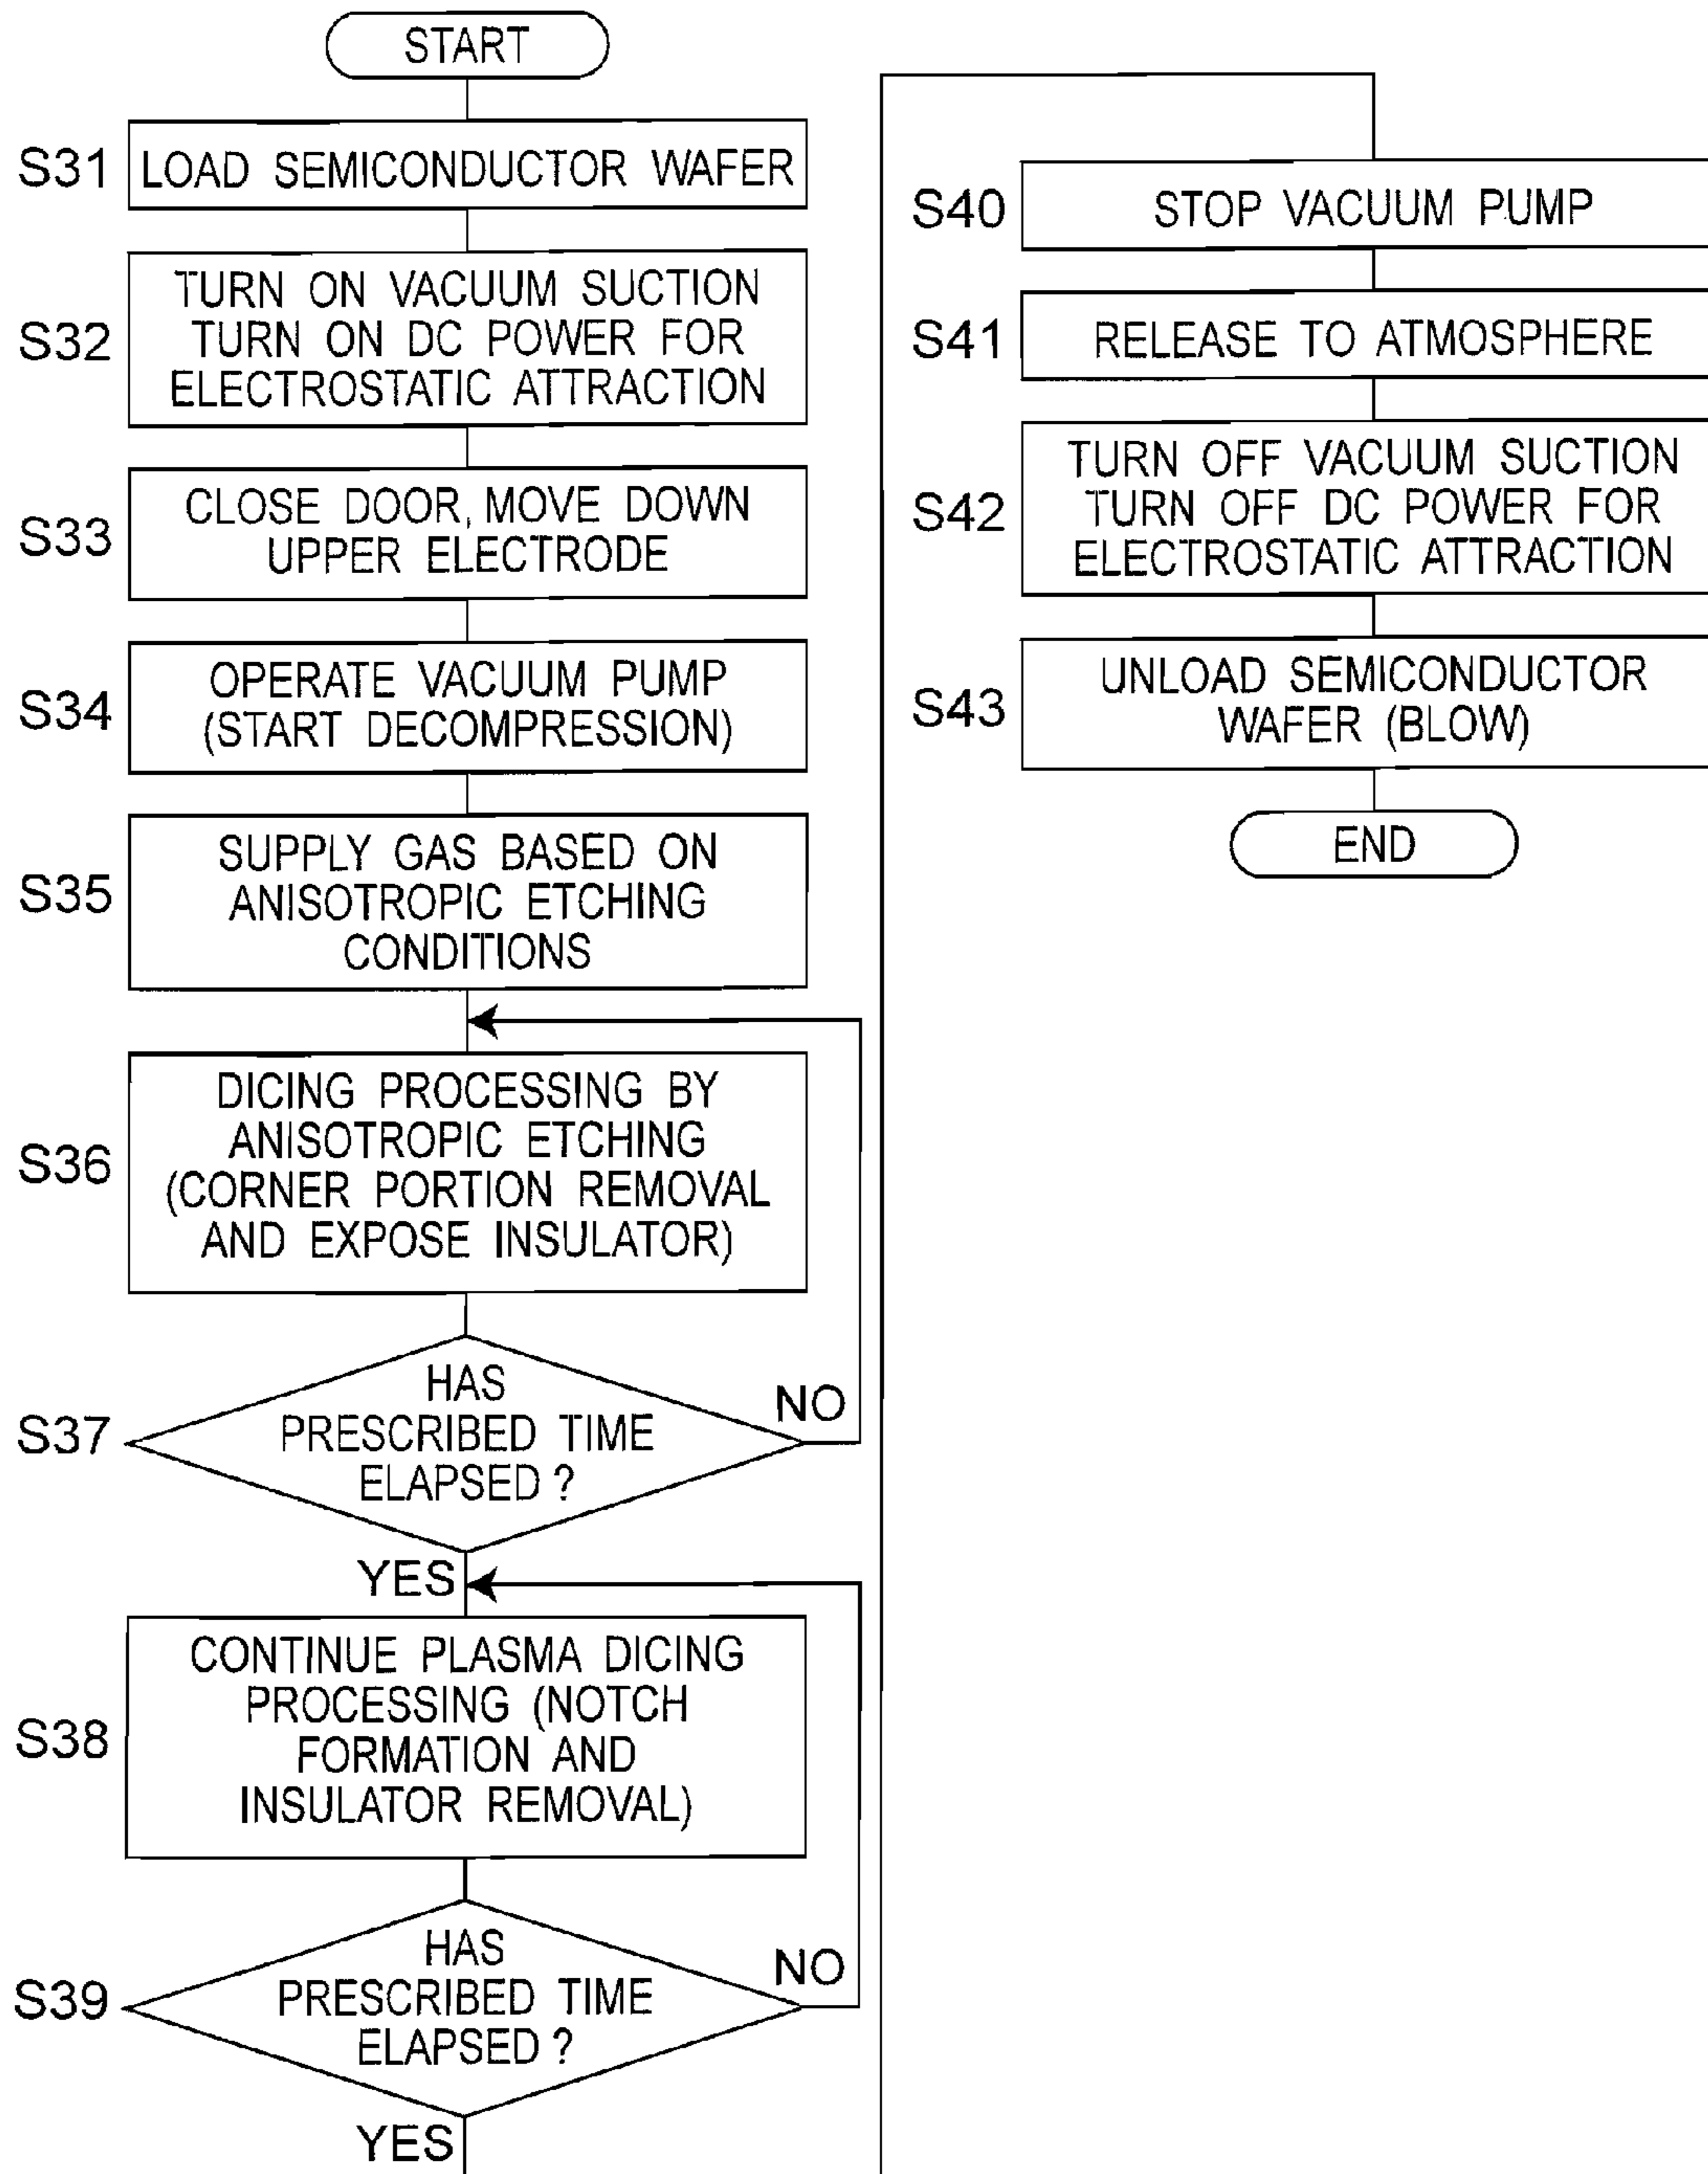 START
S31
LOAD SEMICONDUCTOR WAFER
S32
TURN ON VACUUM SUCTION
TURN ON DC POWER FOR
ELECTROSTATIC ATTRACTION
S33
CLOSE DOOR, MOVE DOWN
UPPER ELECTRODE
S34
OPERATE VACUUM PUMP
(START DECOMPRESSION)
S35
SUPPLY GAS BASED ON
ANISOTROPIC ETCHING
CONDITIONS
S36
DICING PROCESSING BY
ANISOTROPIC ETCHING
(CORNER PORTION REMOVAL
AND EXPOSE INSULATOR)
S37
HAS
PRESCRIBED TIME
ELAPSED ?
NO
YES
S38
CONTINUE PLASMA DICING
PROCESSING (NOTCH
FORMATION AND
INSULATOR REMOVAL)
S39
HAS
PRESCRIBED TIME
ELAPSED ?
NO
YES
S40
STOP VACUUM PUMP
S41
RELEASE TO ATMOSPHERE
S42
TURN OFF VACUUM SUCTION
TURN OFF DC POWER FOR
ELECTROSTATIC ATTRACTION
S43
UNLOAD SEMICONDUCTOR
WAFER (BLOW)
END